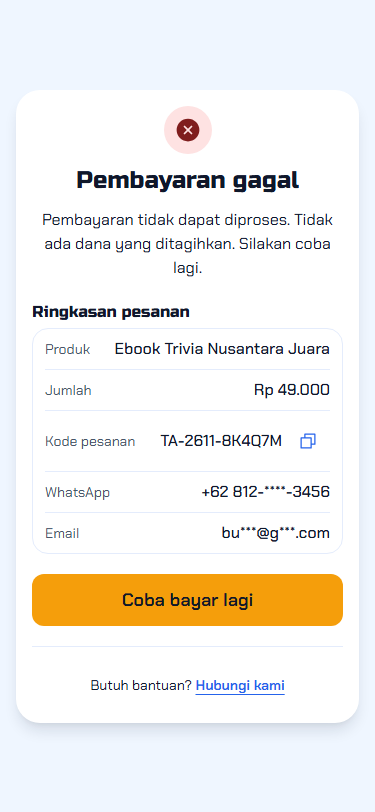 Pembayaran gagal
Pembayaran tidak dapat diproses. Tidak
ada dana yang ditagihkan. Silakan coba
lagi.
Ringkasan pesanan
Produk Ebook Trivia Nusantara Juara
Jumlah Rp 49.000
Kode pesanan TA-2611-8K4Q7M
WhatsApp +62 812-****-3456
Email bu***@g***.com
Coba bayar lagi
Butuh bantuan? Hubungi kami